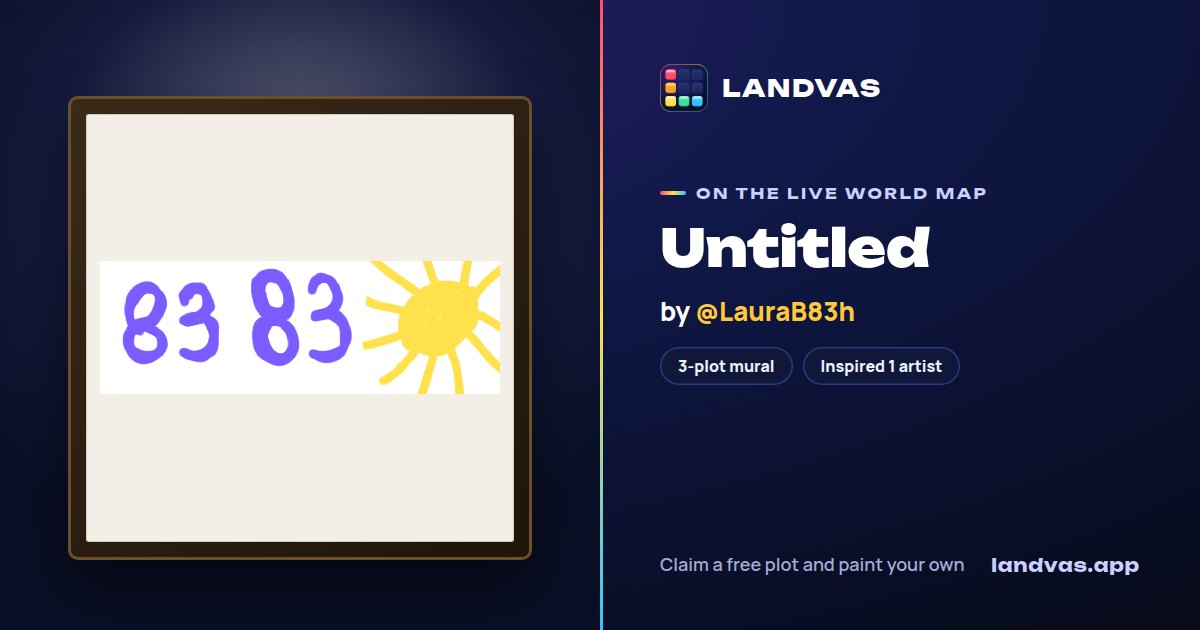 83 83
LANDVAS
ON THE LIVE WORLD MAP
Untitled
by @LauraB83h
3-plot mural
Inspired 1 artist
Claim a free plot and paint your own
landvas.app